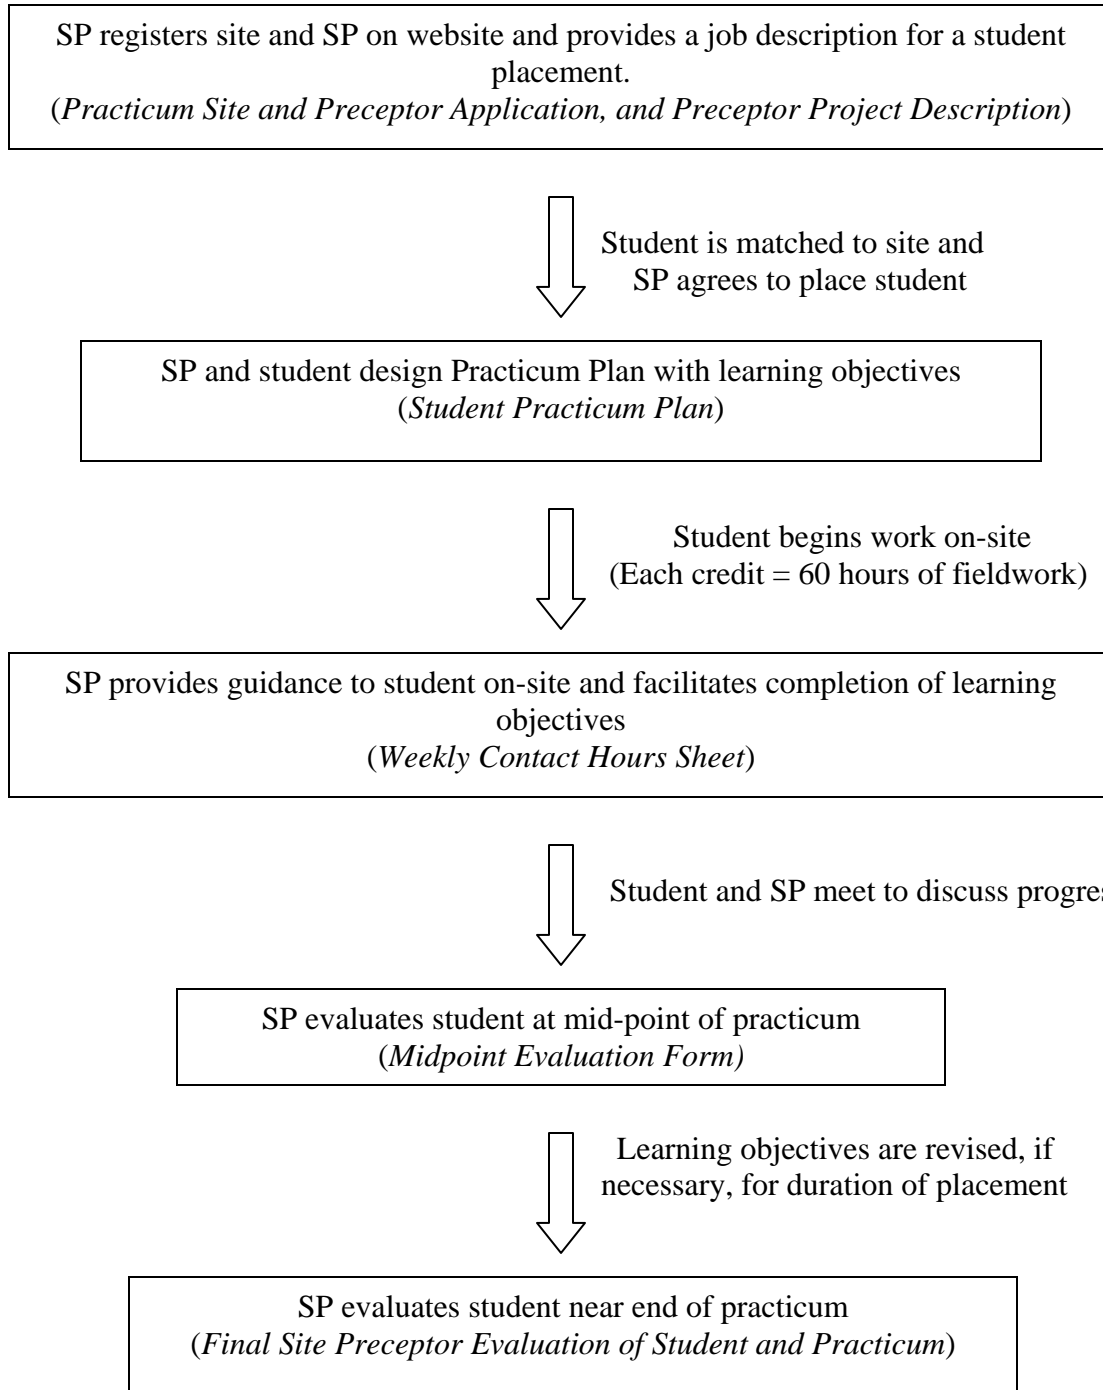 SP registers site and SP on website and provides a job description for a student
placement.
(Practicum Site and Preceptor Application, and Preceptor Project Description)
Student is matched to site and
SP agrees to place student
SP and student design Practicum Plan with learning objectives
(Student Practicum Plan)
Student begins work on-site
(Each credit = 60 hours of fieldwork)
SP provides guidance to student on-site and facilitates completion of learning
objectives
(Weekly Contact Hours Sheet)
Student and SP meet to discuss progres
SP evaluates student at mid-point of practicum
(Midpoint Evaluation Form)
Learning objectives are revised, if
necessary, for duration of placement
SP evaluates student near end of practicum
(Final Site Preceptor Evaluation of Student and Practicum)